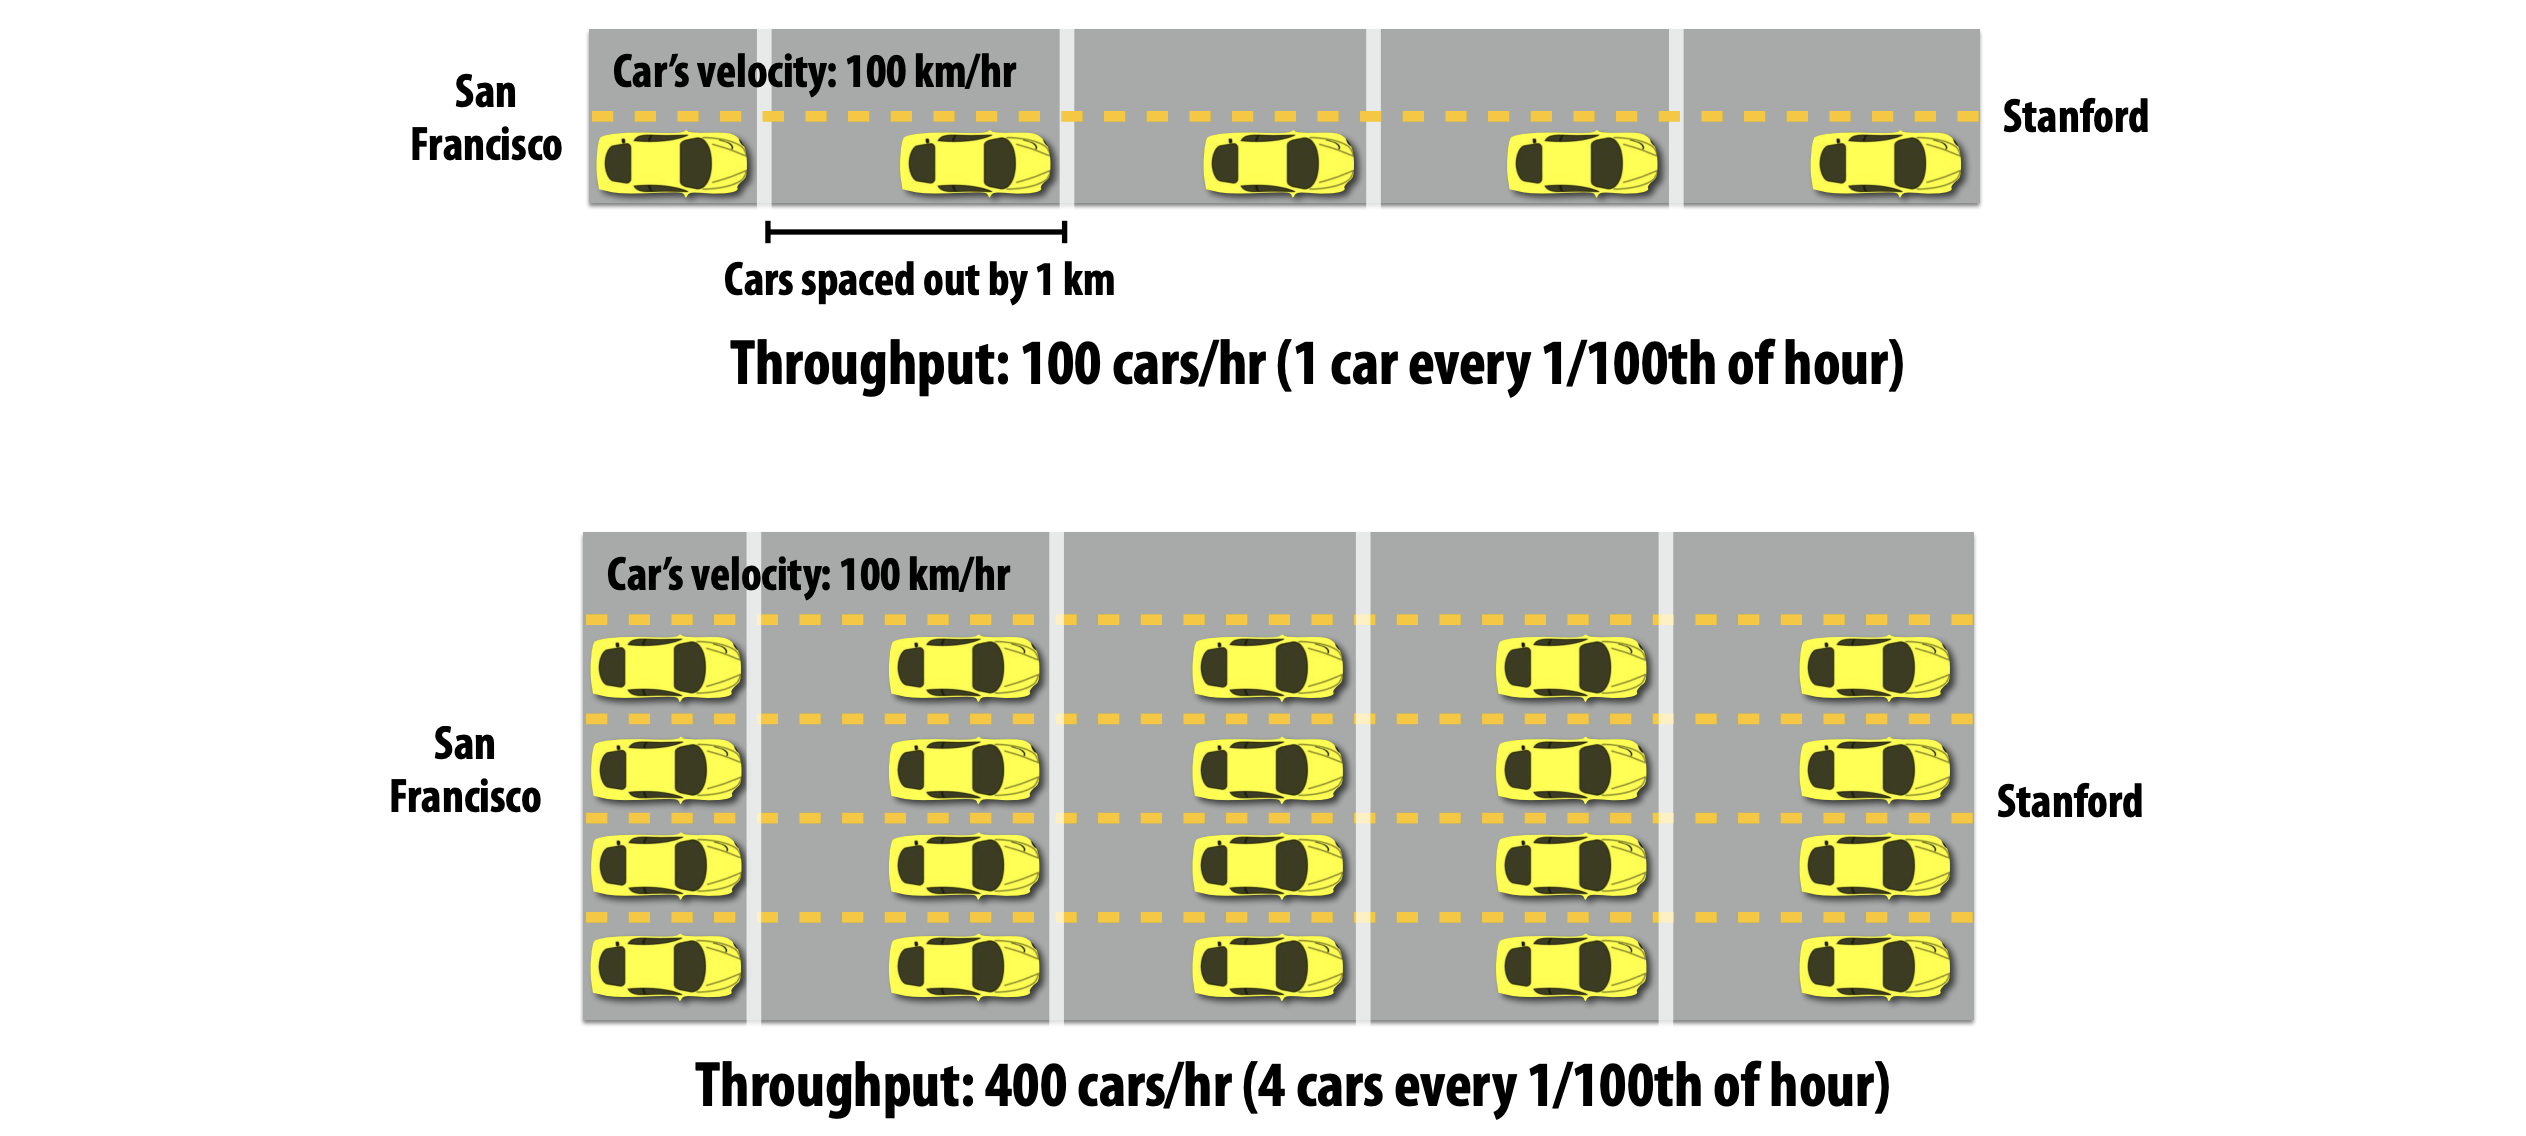 Car’s velocity: 100 km/hr
San
Francisco
Stanford
Cars spaced out by 1 km
Throughput: 100 cars/hr (1 car every 1/100th of hour)
Car’s velocity: 100 km/hr
San
Francisco
Stanford
Throughput: 400 cars/hr (4 cars every 1/100th of hour)